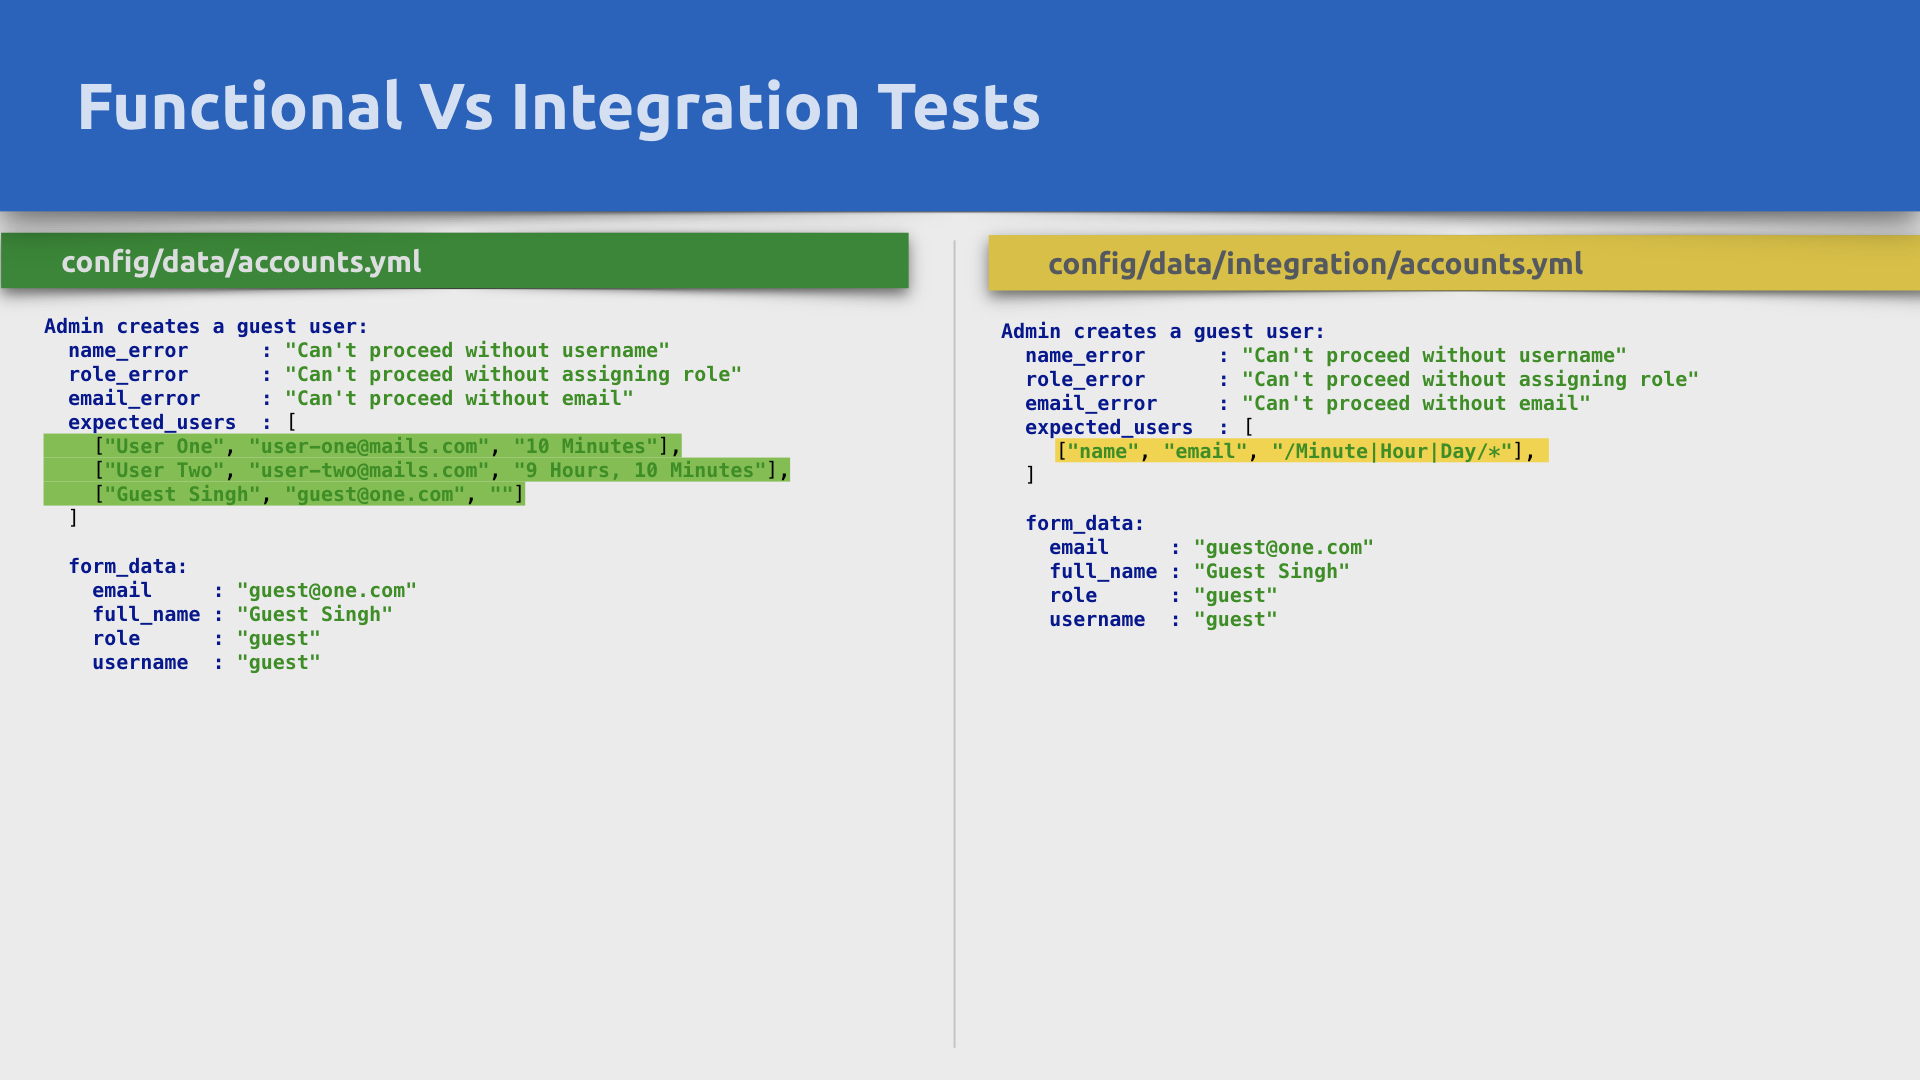 Functional Vs Integration Tests
config/data/accounts.yml
Admin creates a guest user:
  name_error      : "Can't proceed without username"
  role_error      : "Can't proceed without assigning role"
  email_error     : "Can't proceed without email"
  expected_users  : [
    ["User One", "user-one@mails.com", "10 Minutes"],
    ["User Two", "user-two@mails.com", "9 Hours, 10 Minutes"],
    ["Guest Singh", "guest@one.com", ""]
  ]
  form_data:
    email     : "guest@one.com"
    full_name : "Guest Singh"
    role      : "guest"
    username  : "guest"
config/data/integration/accounts.yml
Admin creates a guest user:
  name_error      : "Can't proceed without username"
  role_error      : "Can't proceed without assigning role"
  email_error     : "Can't proceed without email"
  expected_users  : [
    ["name", "email", "/Minute|Hour|Day/*"],
  ]
  form_data:
    email     : "guest@one.com"
    full_name : "Guest Singh"
    role      : "guest"
    username  : "guest"